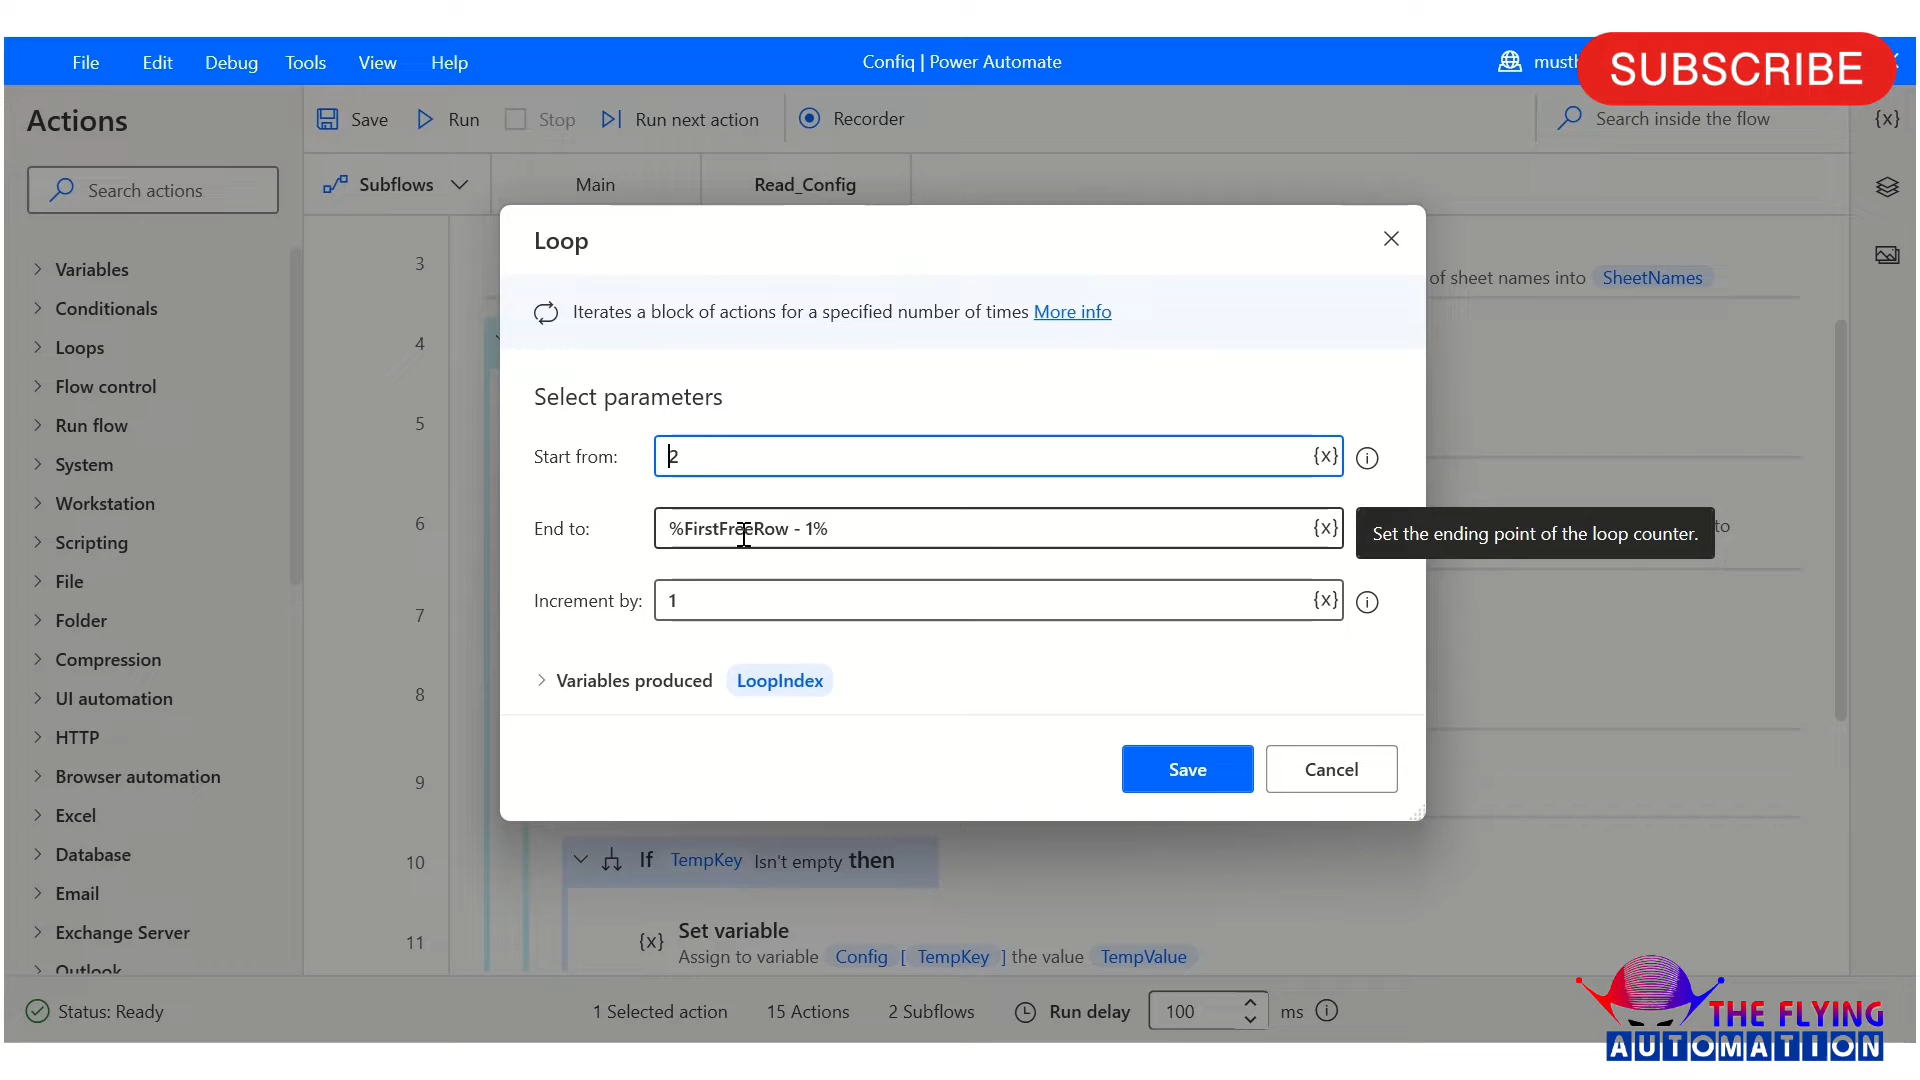 File Edit Debug Tools View Help
Config | Power Automate
musth
SUBSCRIBE
Actions
Save Run Stop Run next action Recorder
Search inside the flow
{x}
Search actions
Subflows Main Read_Config
Variables
Conditionals
Loops
Flow control
Run flow
System
Workstation
Scripting
File
Folder
Compression
UI automation
HTTP
Browser automation
Excel
Database
Email
Exchange Server
Outlook
3
4
5
6
7
8
9
10
11
of sheet names into SheetNames
to
Loop
Iterates a block of actions for a specified number of times More info
Select parameters
Start from: 2 {x}
End to: %FirstFreeRow - 1% {x}
Set the ending point of the loop counter.
Increment by: 1 {x}
Variables produced LoopIndex
Save Cancel
If TempKey Isn't empty then
{x} Set variable
Assign to variable Config [ TempKey ] the value TempValue
Status: Ready 1 Selected action 15 Actions 2 Subflows Run delay 100 ms
THE FLYING
AUTOMATION